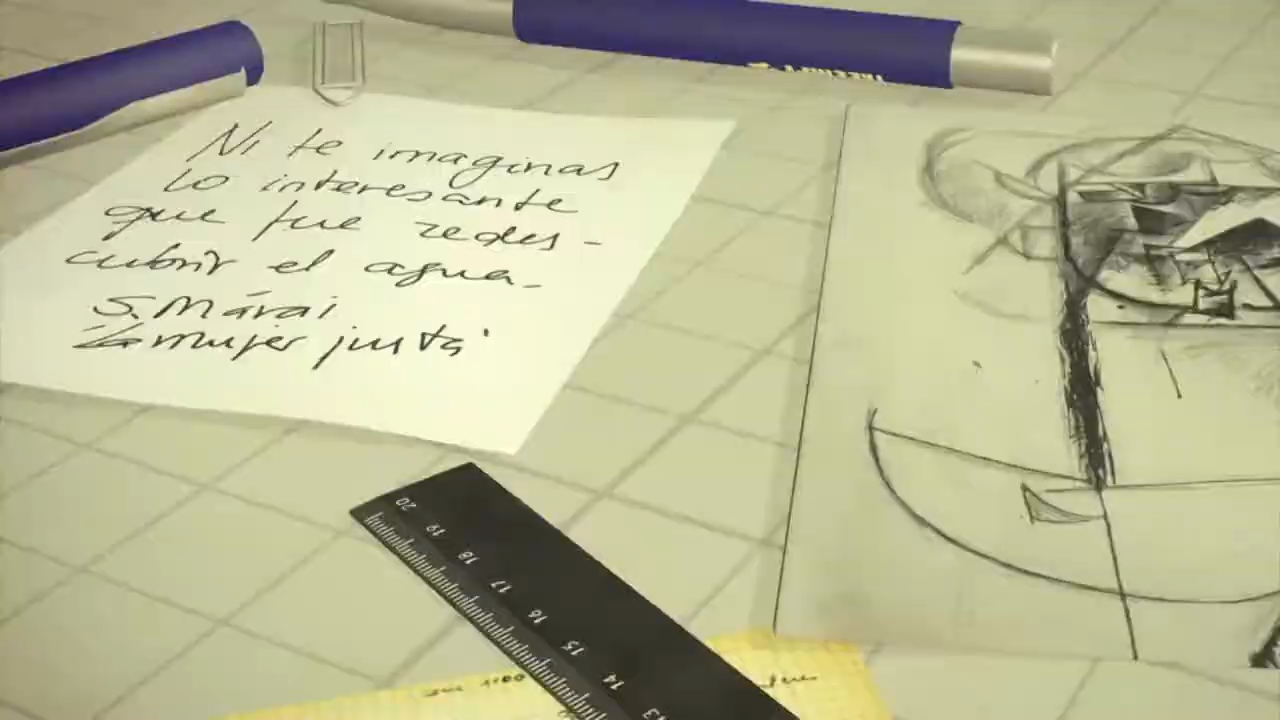 Ni te imaginas
lo interesante
que fue redes-
cubrir el agua.
S. Márai
"La mujer justa"
20 19 18 17 16 15 14 13